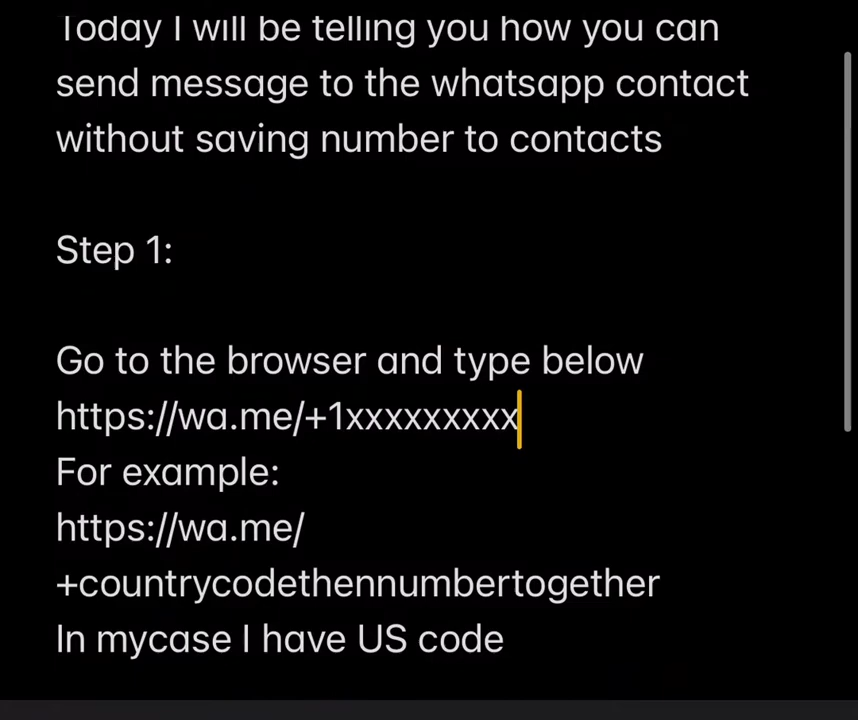 Today I will be telling you how you can
send message to the whatsapp contact
without saving number to contacts
Step 1:
Go to the browser and type below
https://wa.me/+1xxxxxxxxx
For example:
https://wa.me/
+countrycodethennumbertogether
In mycase I have US code